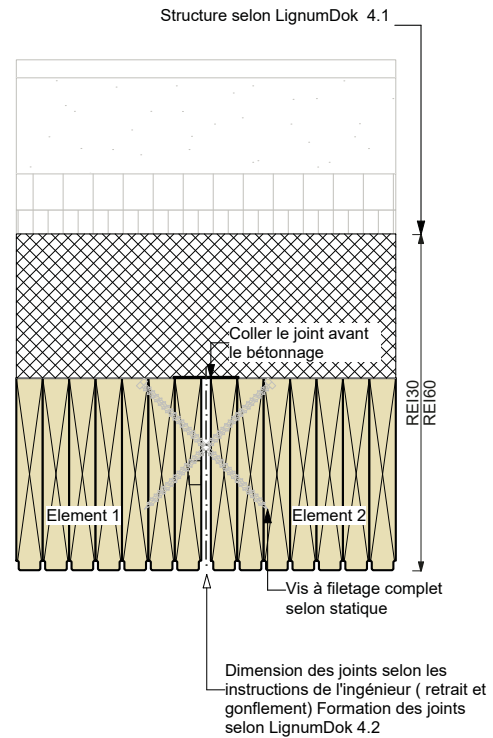 Structure selon LignumDok 4.1
Coller le joint avant
le bétonnage
REI30
REI60
Element 1
Element 2
Vis à filetage complet
selon statique
Dimension des joints selon les
instructions de l'ingénieur ( retrait et
gonflement) Formation des joints
selon LignumDok 4.2